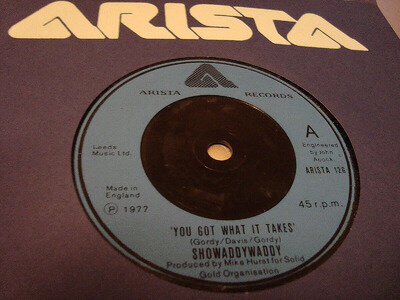 ARISTA
ARISTA RECORDS
Leeds
Music Ltd.
A
Engineered
by John
Acock
ARISTA 126
Made in
England
℗ 1977
45 r.p.m.
'YOU GOT WHAT IT TAKES'
(Gordy/Davis/Gordy)
SHOWADDYWADDY
Produced by Mike Hurst for Solid
Gold Organisation